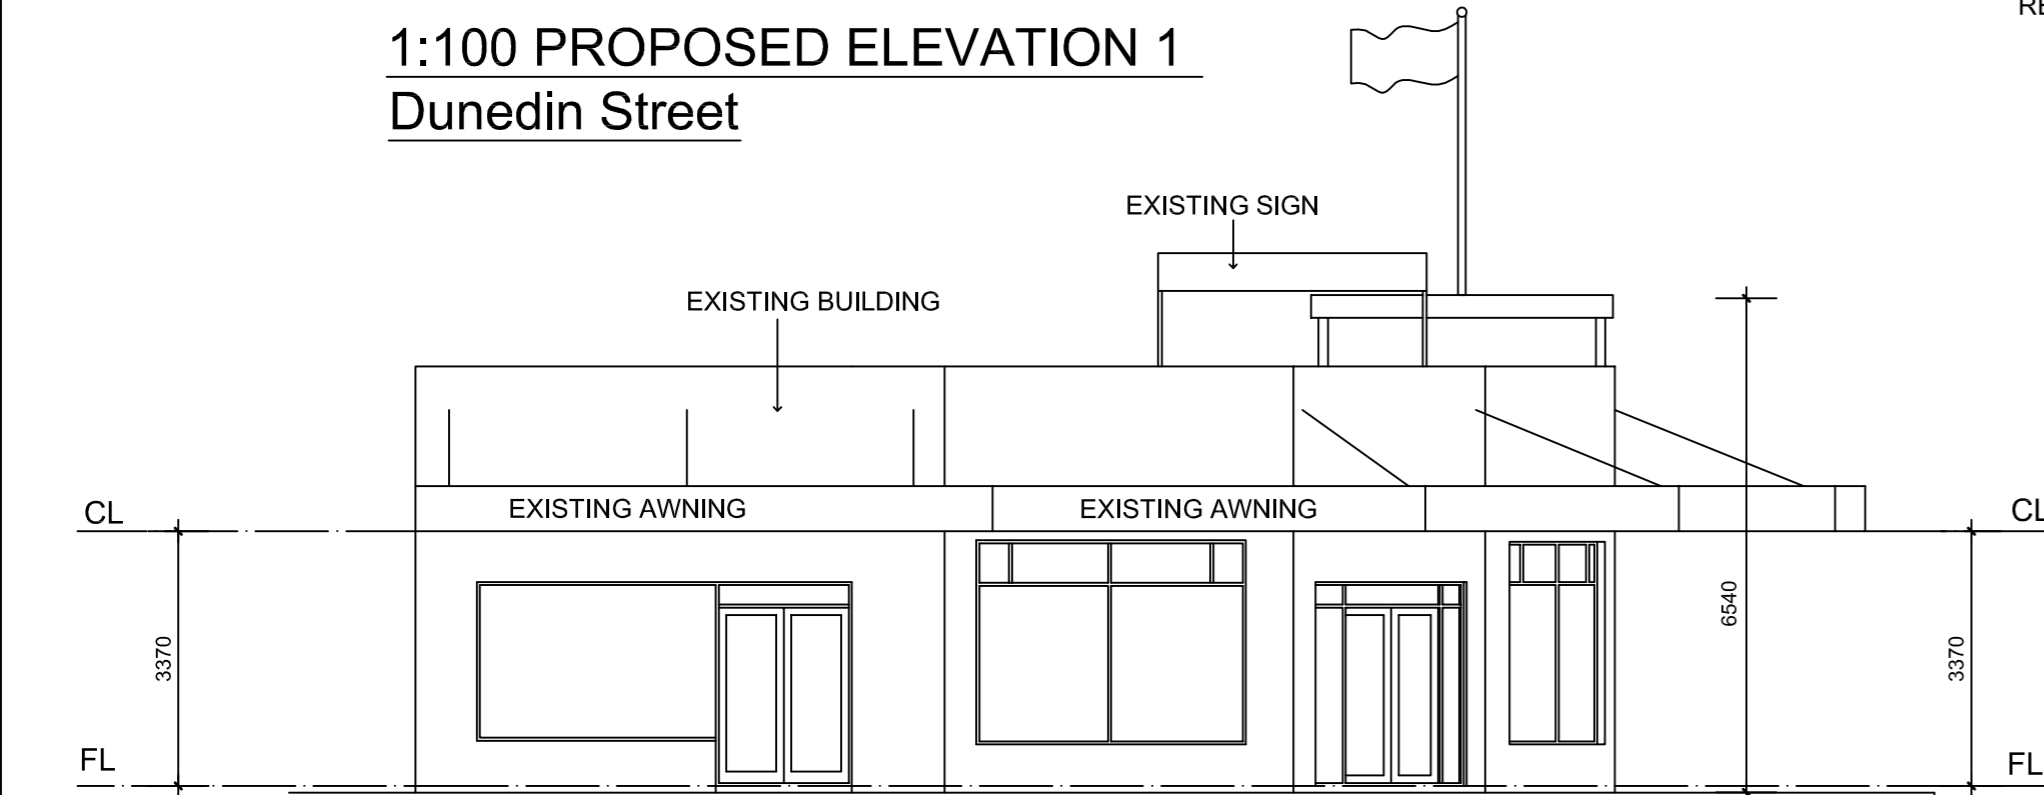 1:100 PROPOSED ELEVATION 1
Dunedin Street
EXISTING SIGN
EXISTING BUILDING
EXISTING AWNING
EXISTING AWNING
CL
CL
3370
6540
3370
FL
FL